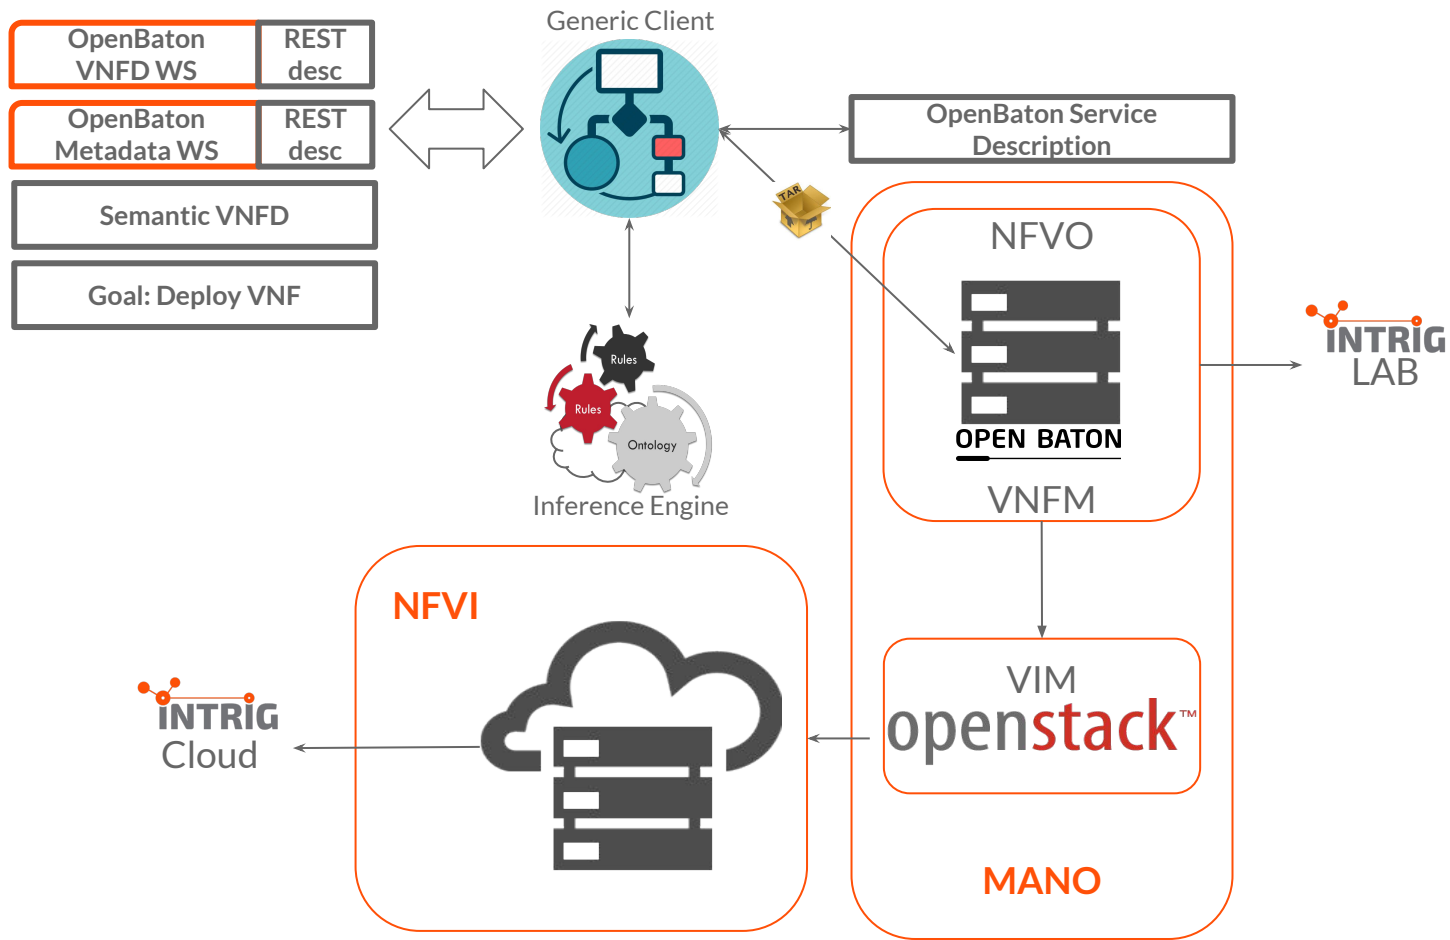 Generic Client
OpenBaton
VNFD WS
REST
desc
OpenBaton
Metadata WS
REST
desc
Semantic VNFD
Goal: Deploy VNF
OpenBaton Service
Description
TAR
NFVO
OPEN BATON
VNFM
INTRIG
LAB
Rules
Rules
Ontology
Inference Engine
NFVI
VIM
openstack™
INTRIG
Cloud
MANO